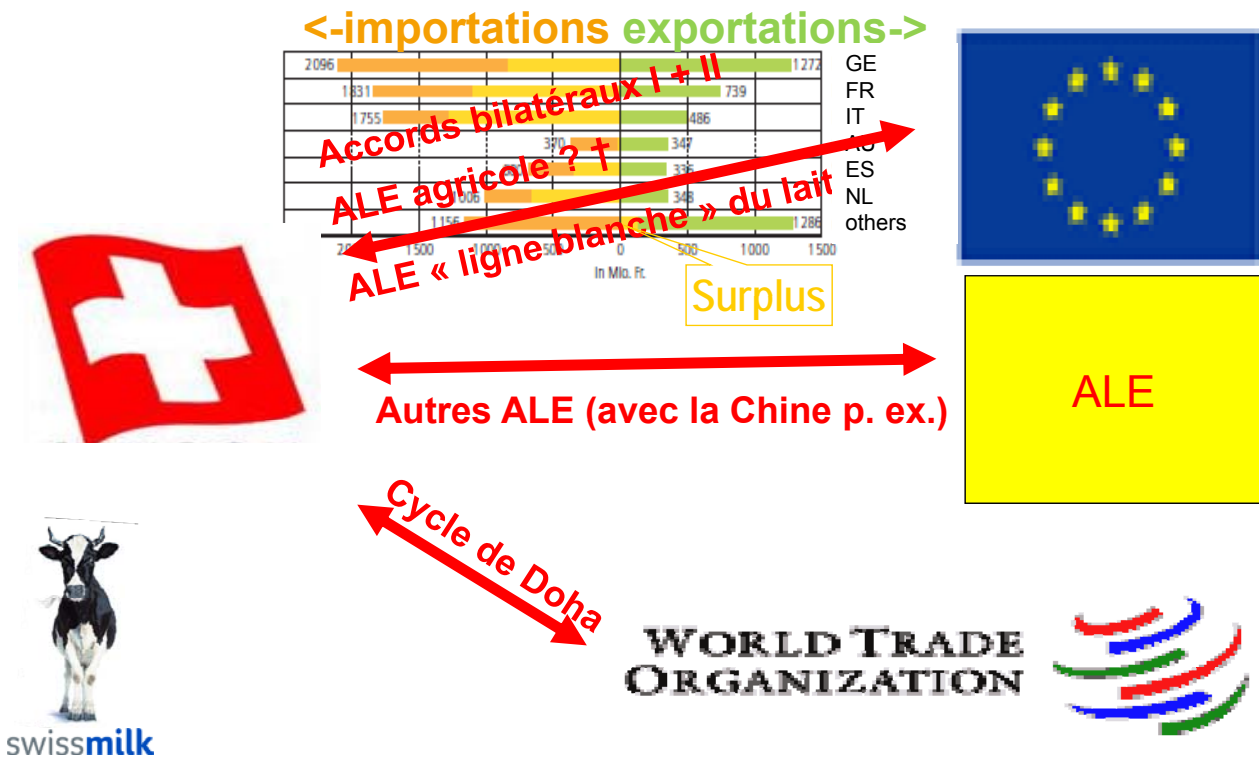 <-importations exportations->
2096 1272 GE
1831 739 FR
1755 486 IT
370 347 AU
336 ES
1006 348 NL
1156 1286 others
1500 1000 500 0 500 1000 1500
In Mio. Fr.
Accords bilatéraux I + II
ALE agricole ? †
ALE « ligne blanche » du lait
Surplus
Autres ALE (avec la Chine p. ex.)
ALE
Cycle de Doha
WORLD TRADE
ORGANIZATION
swissmilk